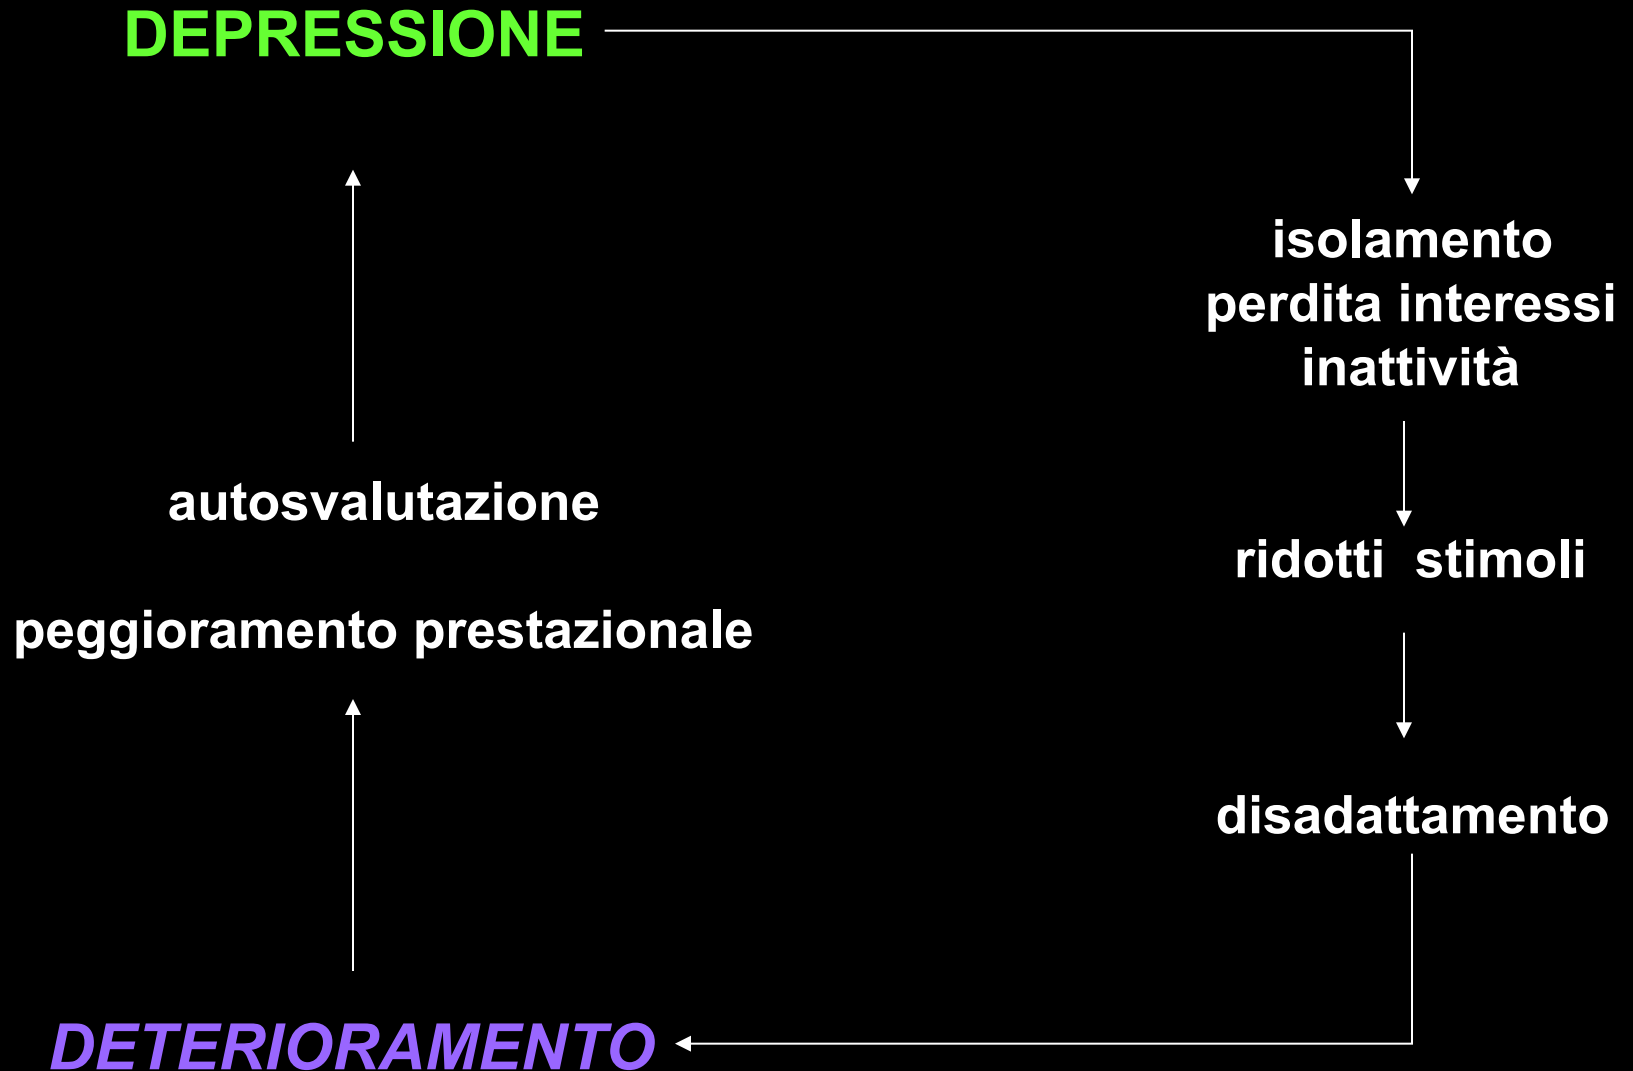 DEPRESSIONE
isolamento
perdita interessi
inattività
ridotti stimoli
disadattamento
DETERIORAMENTO
peggioramento prestazionale
autosvalutazione